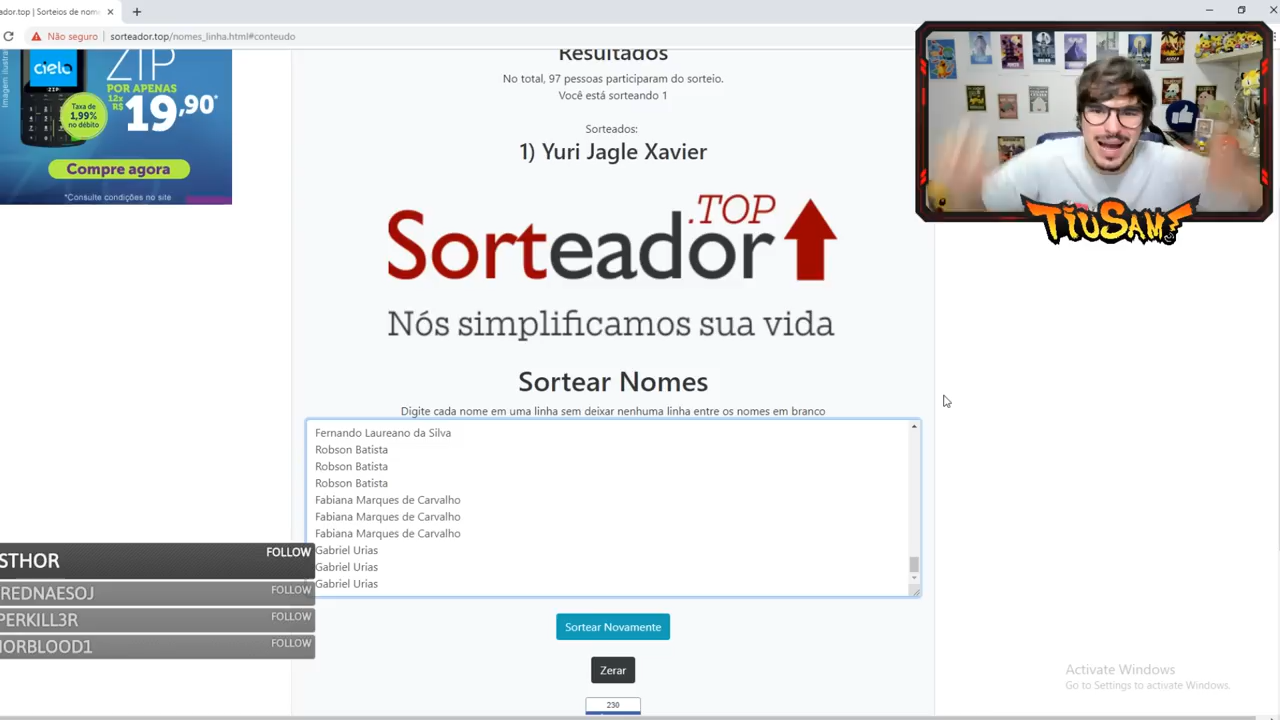 dor.top | Sorteios de nome
Não seguro
sorteador.top/nomes_linha.html#conteudo
cielo
ZIP
ZIP
POR APENAS
12x
R$
19,90*
Taxa de
1,99%
no débito
Compre agora
*Consulte condições no site
Resultados
No total, 97 pessoas participaram do sorteio.
Você está sorteando 1
Sorteados:
1) Yuri Jagle Xavier
Sorteador
.TOP
Nós simplificamos sua vida
Sortear Nomes
Digite cada nome em uma linha sem deixar nenhuma linha entre os nomes em branco
Fernando Laureano da Silva
Robson Batista
Robson Batista
Robson Batista
Fabiana Marques de Carvalho
Fabiana Marques de Carvalho
Fabiana Marques de Carvalho
Gabriel Urias
Gabriel Urias
Gabriel Urias
Sortear Novamente
Zerar
230
TIUSAM
STHOR
FOLLOW
REDNAESOJ
FOLLOW
PERKILL3R
FOLLOW
IORBLOOD1
FOLLOW
Activate Windows
Go to Settings to activate Windows.